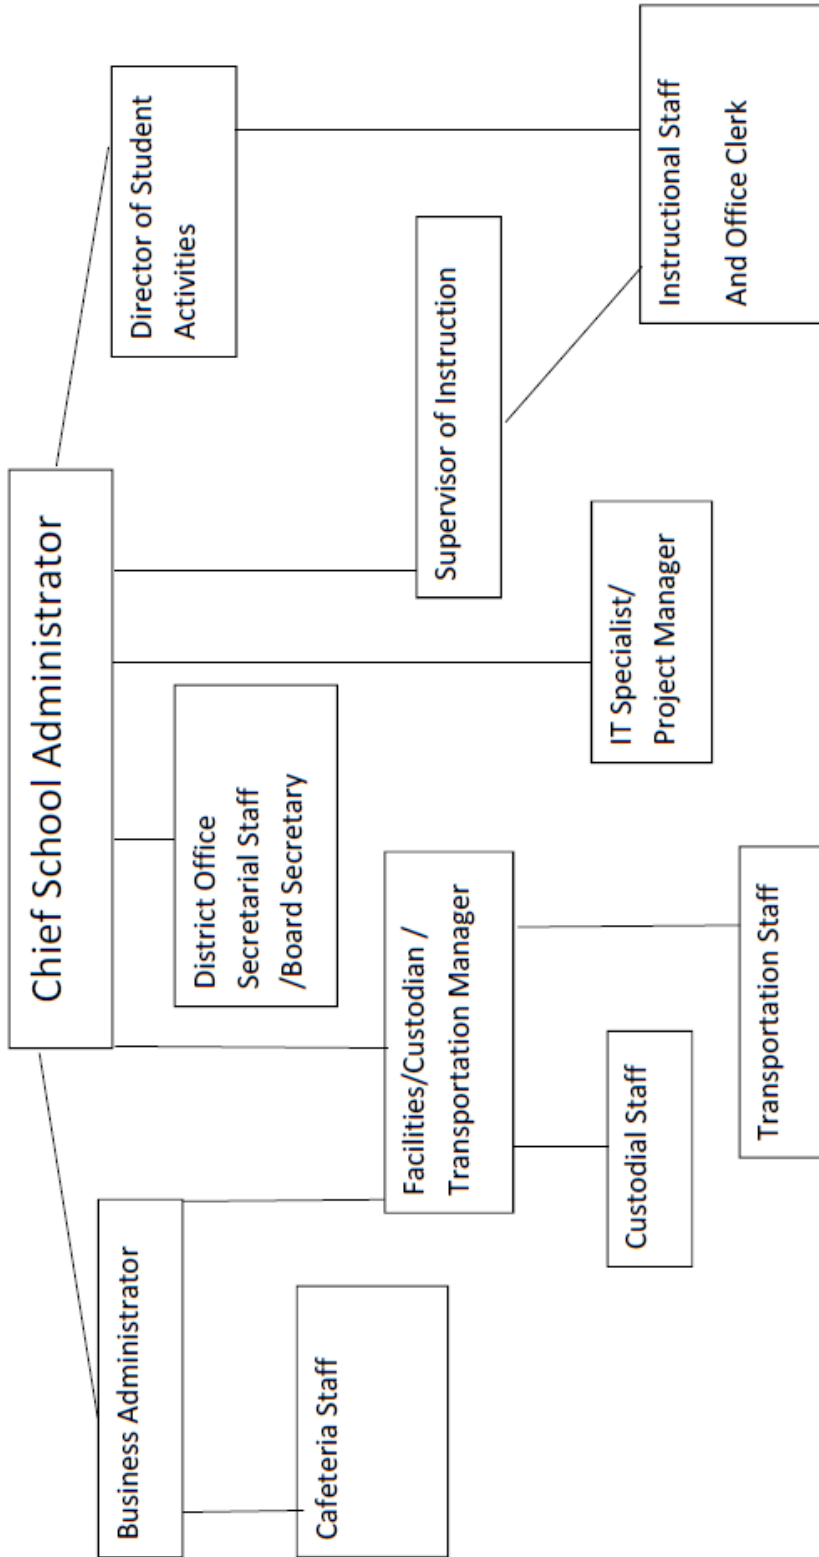 Chief School Administrator
Business Administrator
Director of Student
Activities
District Office
Secretarial Staff
/Board Secretary
Cafeteria Staff
Facilities/Custodian /
Transportation Manager
Supervisor of Instruction
IT Specialist/
Project Manager
Custodial Staff
Instructional Staff
And Office Clerk
Transportation Staff